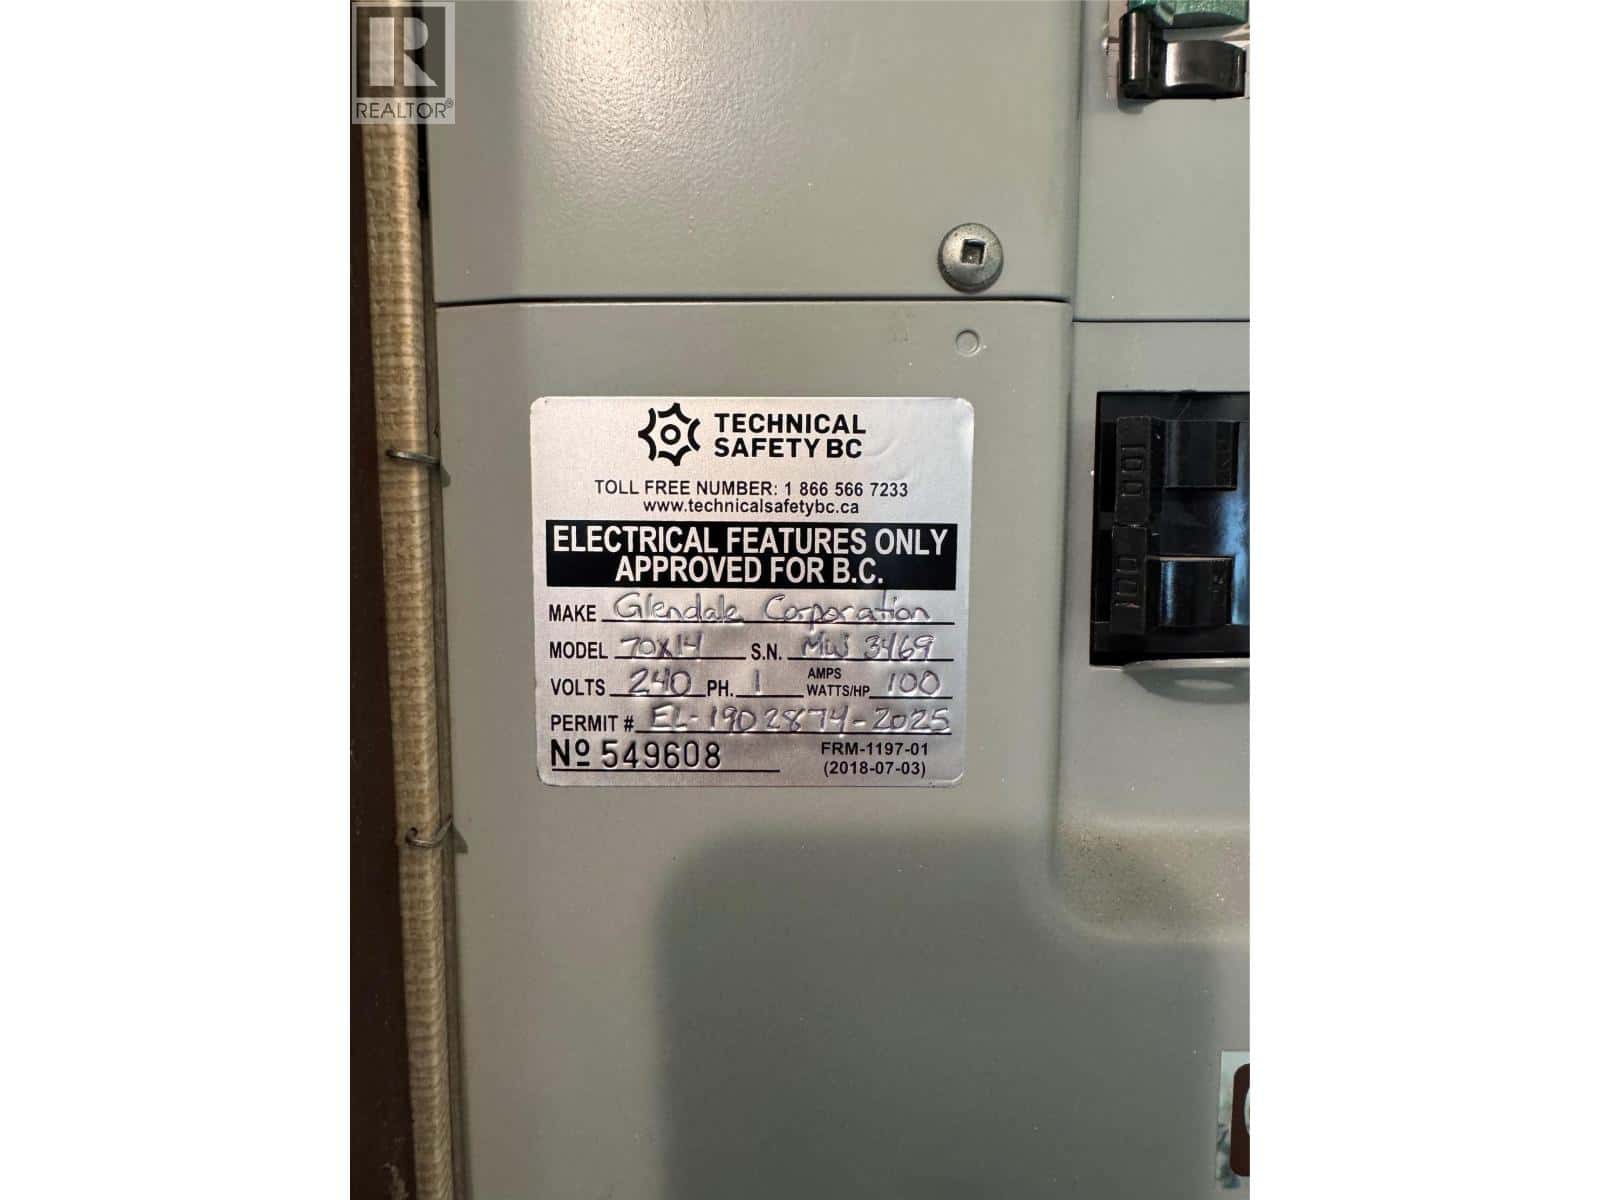 REALTOR®
TECHNICAL
SAFETY BC
TOLL FREE NUMBER: 1 866 566 7233
www.technicalsafetybc.ca
ELECTRICAL FEATURES ONLY
APPROVED FOR B.C.
MAKE Glendale Corporation
MODEL 70x14 S.N. MW 3469
VOLTS 240 PH. 1 AMPS WATTS/HP 100
PERMIT # EL-1902874-2025
Nº 549608 FRM-1197-01
(2018-07-03)
100
100